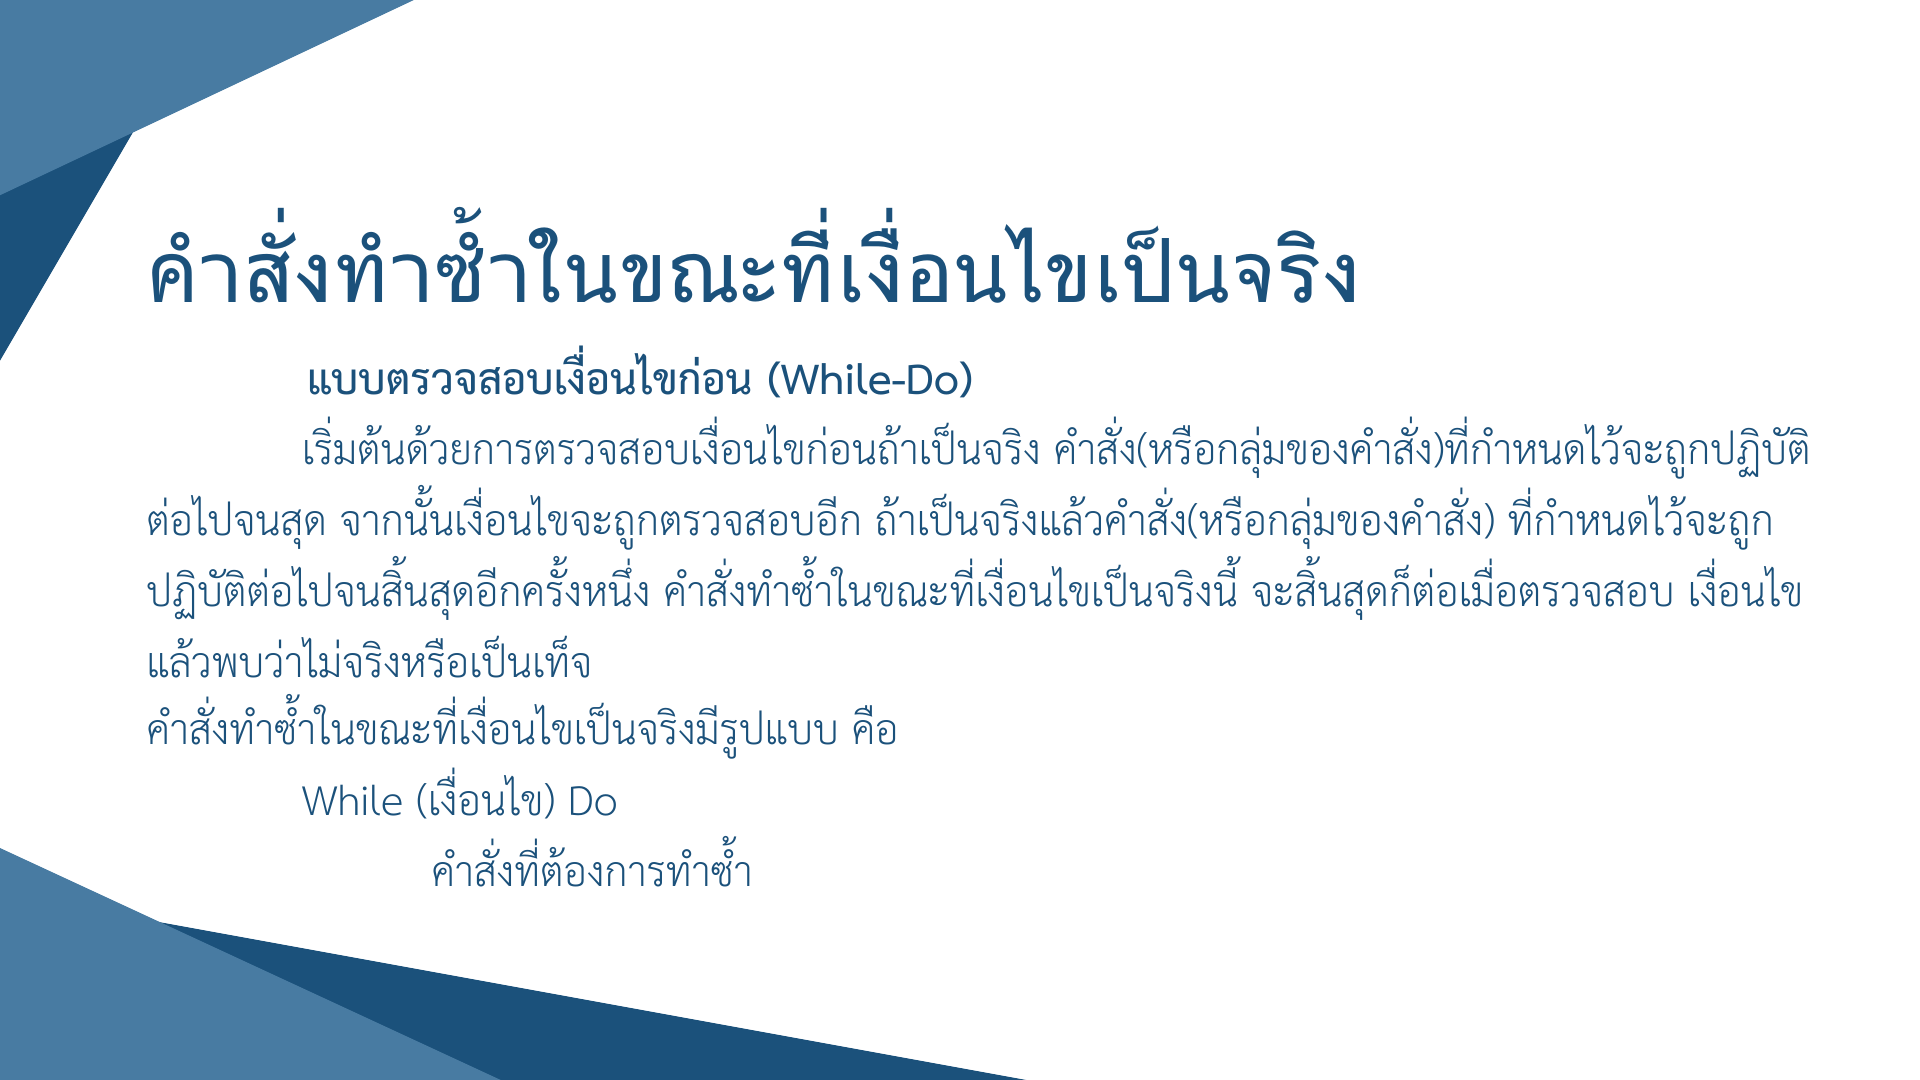 คำสั่งทำซ้ำในขณะที่เงื่อนไขเป็นจริง
แบบตรวจสอบเงื่อนไขก่อน (While-Do)
เริ่มต้นด้วยการตรวจสอบเงื่อนไขก่อนถ้าเป็นจริง คำสั่ง(หรือกลุ่มของคำสั่ง)ที่กำหนดไว้จะถูกปฏิบัติ
ต่อไปจนสุด จากนั้นเงื่อนไขจะถูกตรวจสอบอีก ถ้าเป็นจริงแล้วคำสั่ง(หรือกลุ่มของคำสั่ง) ที่กำหนดไว้จะถูก
ปฏิบัติต่อไปจนสิ้นสุดอีกครั้งหนึ่ง คำสั่งทำซ้ำในขณะที่เงื่อนไขเป็นจริงนี้ จะสิ้นสุดก็ต่อเมื่อตรวจสอบ เงื่อนไข
แล้วพบว่าไม่จริงหรือเป็นเท็จ
คำสั่งทำซ้ำในขณะที่เงื่อนไขเป็นจริงมีรูปแบบ คือ
While (เงื่อนไข) Do
คำสั่งที่ต้องการทำซ้ำ